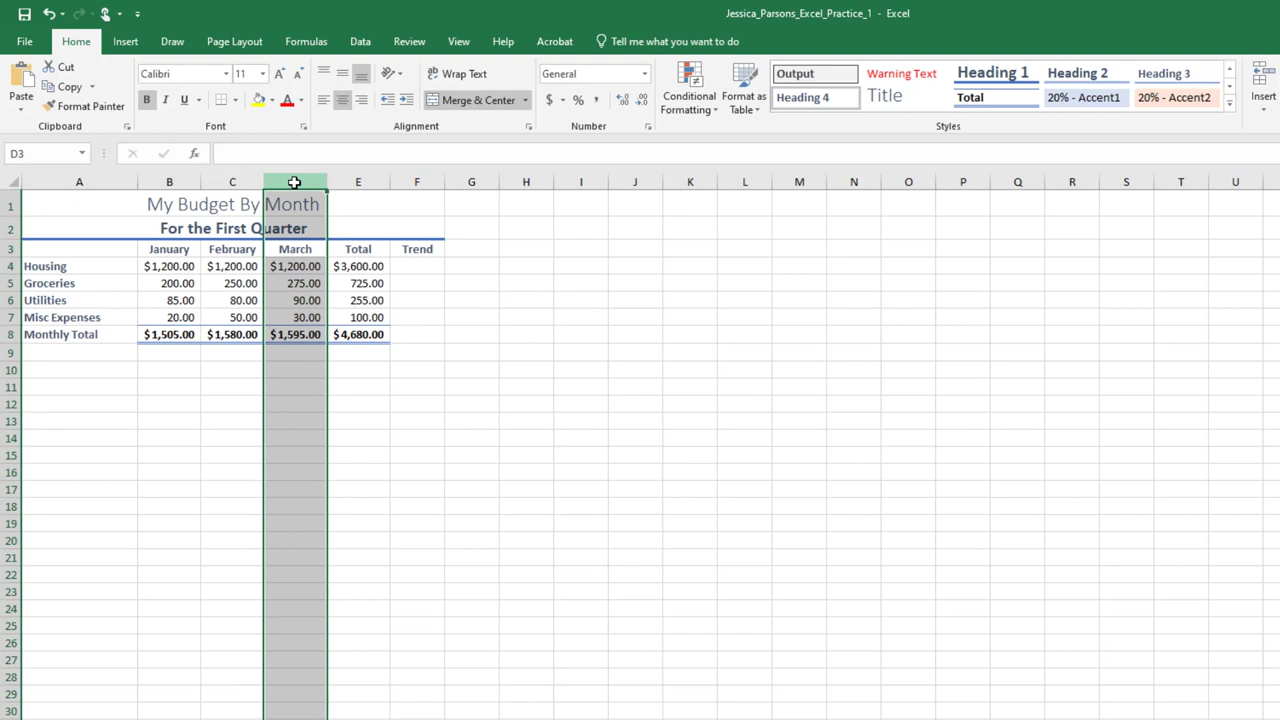 Jessica_Parsons_Excel_Practice_1 - Excel
File Home Insert Draw Page Layout Formulas Data Review View Help Acrobat Tell me what you want to do
Paste Cut Copy Format Painter Clipboard
Calibri 11 B I U A Font
Wrap Text Merge & Center Alignment
General $ % , Number
Conditional Formatting Format as Table
Output Warning Text Heading 1 Heading 2 Heading 3
Heading 4 Title Total 20% - Accent1 20% - Accent2
Styles
Insert
D3 fx
A B C E F G H I J K L M N O P Q R S T U
1 My Budget By Month
2 For the First Quarter
3 January February March Total Trend
4 Housing $1,200.00 $1,200.00 $1,200.00 $3,600.00
5 Groceries 200.00 250.00 275.00 725.00
6 Utilities 85.00 80.00 90.00 255.00
7 Misc Expenses 20.00 50.00 30.00 100.00
8 Monthly Total $1,505.00 $1,580.00 $1,595.00 $4,680.00
9
10
11
12
13
14
15
16
17
18
19
20
21
22
23
24
25
26
27
28
29
30